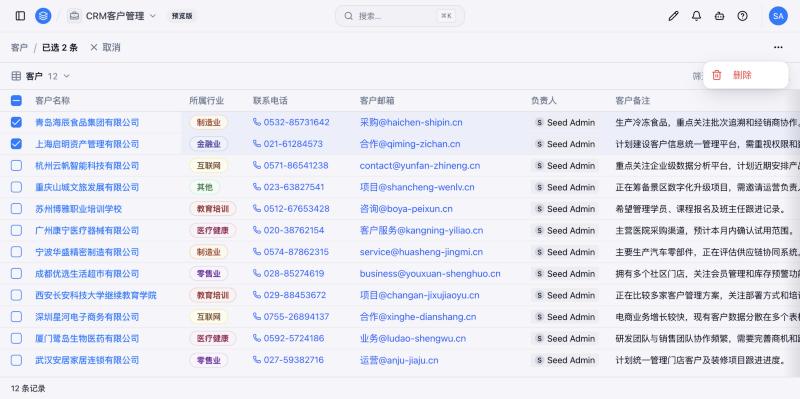 CRM客户管理 预览版 搜索... ⌘K SA
客户 / 已选 2 条 取消
删除
客户 12
客户名称 所属行业 联系电话 客户邮箱 负责人 客户备注
青岛海辰食品集团有限公司 制造业 0532-85731642 采购@haichen-shipin.cn S Seed Admin 生产冷冻食品，重点关注批次追溯和经销商协作。
上海启明资产管理有限公司 金融业 021-61284573 合作@qiming-zichan.cn S Seed Admin 计划建设客户信息统一管理平台，需重视权限和
杭州云帆智能科技有限公司 互联网 0571-86541238 contact@yunfan-zhineng.cn S Seed Admin 重点关注企业级数据分析平台，计划近期安排产
重庆山城文旅发展有限公司 其他 023-63827541 项目@shancheng-wenlv.cn S Seed Admin 正在筹备景区数字化升级项目，需邀请运营负责
苏州博雅职业培训学校 教育培训 0512-67653428 咨询@boya-peixun.cn S Seed Admin 希望管理学员、课程报名及班主任跟进记录。
广州康宁医疗器械有限公司 医疗健康 020-38762154 客户服务@kangning-yiliao.cn S Seed Admin 主营医院采购渠道，预计本月内确认试用范围。
宁波华盛精密制造有限公司 制造业 0574-87862315 service@huasheng-jingmi.cn S Seed Admin 主要生产汽车零部件，正在评估供应链协同系统
成都优选生活超市有限公司 零售业 028-85274619 business@youxuan-shenghuo.cn S Seed Admin 拥有多个社区门店，关注会员管理和库存预警功
西安长安科技大学继续教育学院 教育培训 029-88453672 项目@changan-jixujiaoyu.cn S Seed Admin 正在比较多家客户管理方案，关注部署方式和培
深圳星河电子商务有限公司 互联网 0755-26894137 合作@xinghe-dianshang.cn S Seed Admin 电商业务增长较快，现有客户数据分散在多个表
厦门鹭岛生物医药有限公司 医疗健康 0592-5724186 业务@ludao-shengwu.cn S Seed Admin 研发团队与销售团队协作频繁，需要完善商机和
武汉安居家居连锁有限公司 零售业 027-59382716 运营@anju-jiaju.cn S Seed Admin 计划统一管理门店客户及装修项目跟进进度。
12 条记录